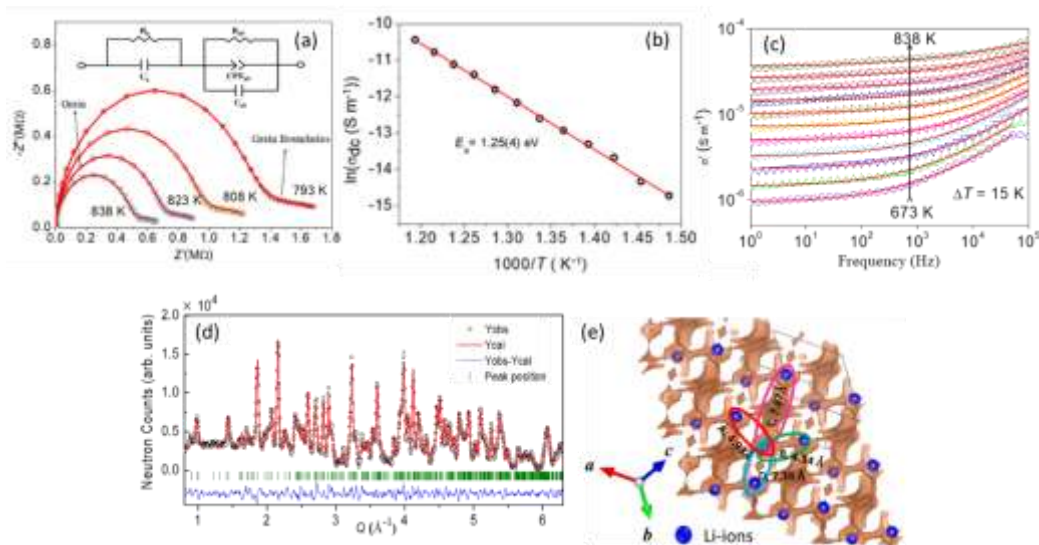 (a)
0.8
0.6
0.4
0.2
0.0
-Z''(MΩ)
Grain
Grain Boundaries
838 K
823 K
808 K
793 K
0.0 0.2 0.4 0.6 0.8 1.0 1.2 1.4 1.6 1.8
Z'(MΩ)
(b)
-10
-11
-12
-13
-14
-15
ln(σdc (S m⁻¹)
Eₐ = 1.25(4) eV
1.20 1.25 1.30 1.35 1.40 1.45 1.50
1000/T ( K⁻¹)
(c)
10⁻⁴
10⁻⁵
10⁻⁶
σ' (S m⁻¹)
838 K
673 K
ΔT = 15 K
10⁰ 10¹ 10² 10³ 10⁴ 10⁵
Frequency (Hz)
(d)
× 10⁴
2.0
1.5
1.0
0.5
0.0
Neutron Counts (arb. units)
Yobs
Ycal
Yobs-Ycal
Peak position
1 2 3 4 5 6
Q (Å⁻¹)
(e)
a
c
b
Li-ions